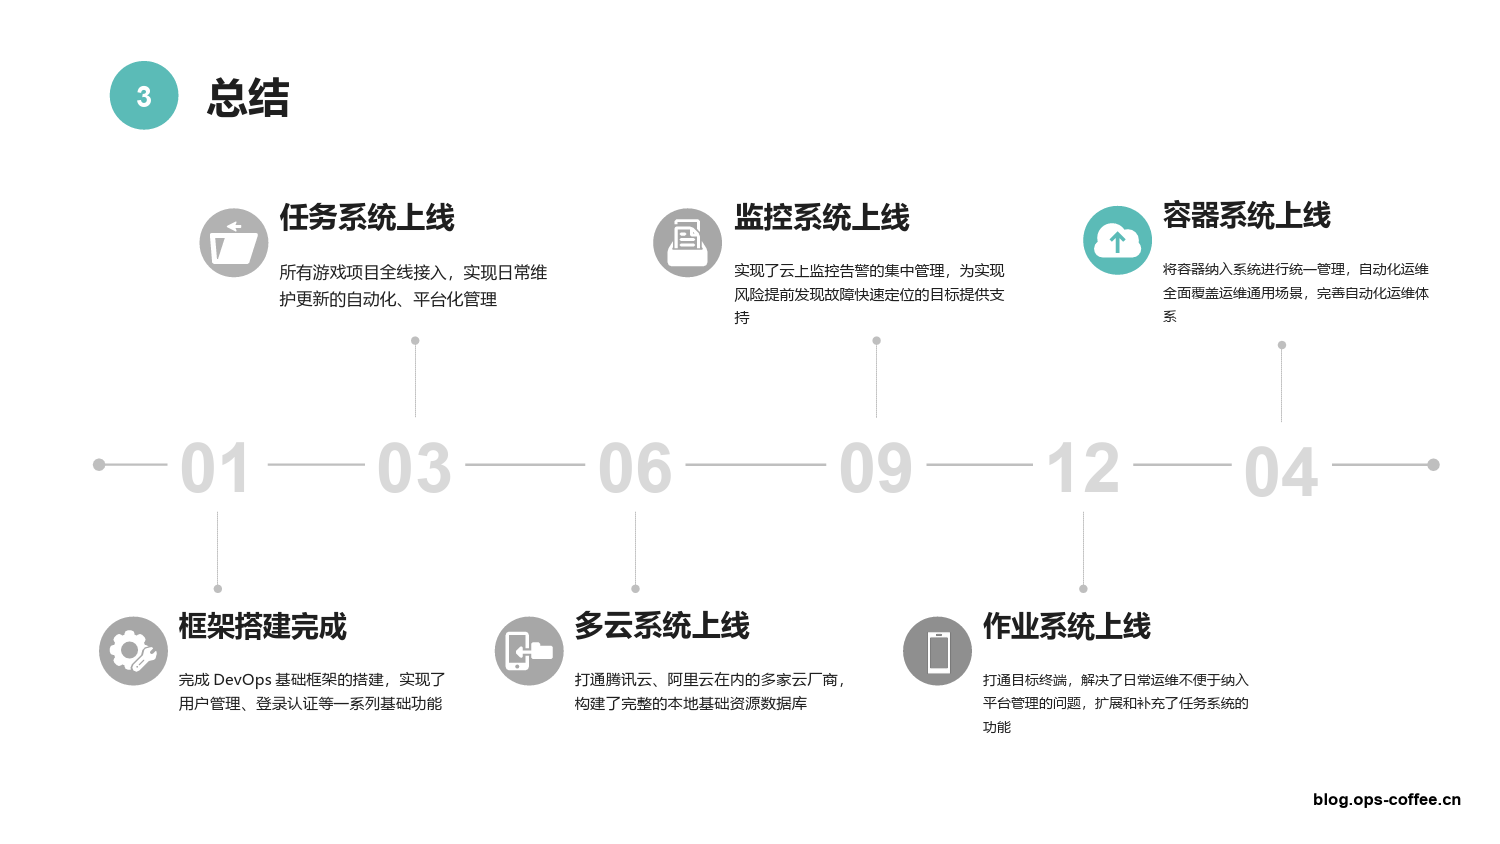 3
总结
任务系统上线
所有游戏项目全线接入，实现日常维
护更新的自动化、平台化管理
监控系统上线
实现了云上监控告警的集中管理，为实现
风险提前发现故障快速定位的目标提供支
持
容器系统上线
将容器纳入系统进行统一管理，自动化运维
全面覆盖运维通用场景，完善自动化运维体
系
01
03
06
09
12
04
框架搭建完成
完成 DevOps 基础框架的搭建，实现了
用户管理、登录认证等一系列基础功能
多云系统上线
打通腾讯云、阿里云在内的多家云厂商，
构建了完整的本地基础资源数据库
作业系统上线
打通目标终端，解决了日常运维不便于纳入
平台管理的问题，扩展和补充了任务系统的
功能
blog.ops-coffee.cn